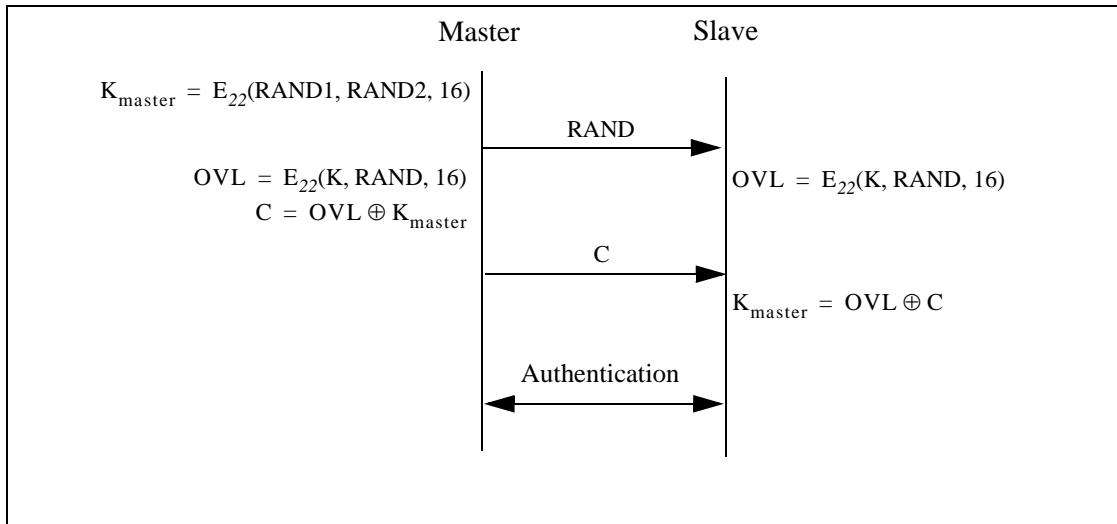 Master Slave
K_master = E_22(RAND1, RAND2, 16)
RAND
OVL = E_22(K, RAND, 16) OVL = E_22(K, RAND, 16)
C = OVL ⊕ K_master
C
K_master = OVL ⊕ C
Authentication